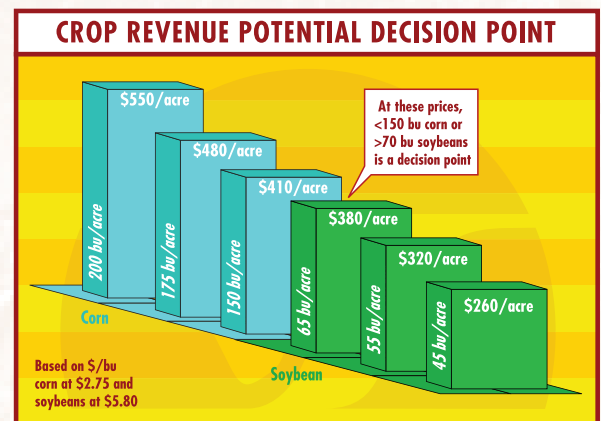 CROP REVENUE POTENTIAL DECISION POINT
$550/acre
200 bu/acre
$480/acre
175 bu/acre
$410/acre
150 bu/acre
At these prices,
<150 bu corn or
>70 bu soybeans
is a decision point
$380/acre
65 bu/acre
$320/acre
55 bu/acre
$260/acre
45 bu/acre
Corn
Soybean
Based on $/bu
corn at $2.75 and
soybeans at $5.80